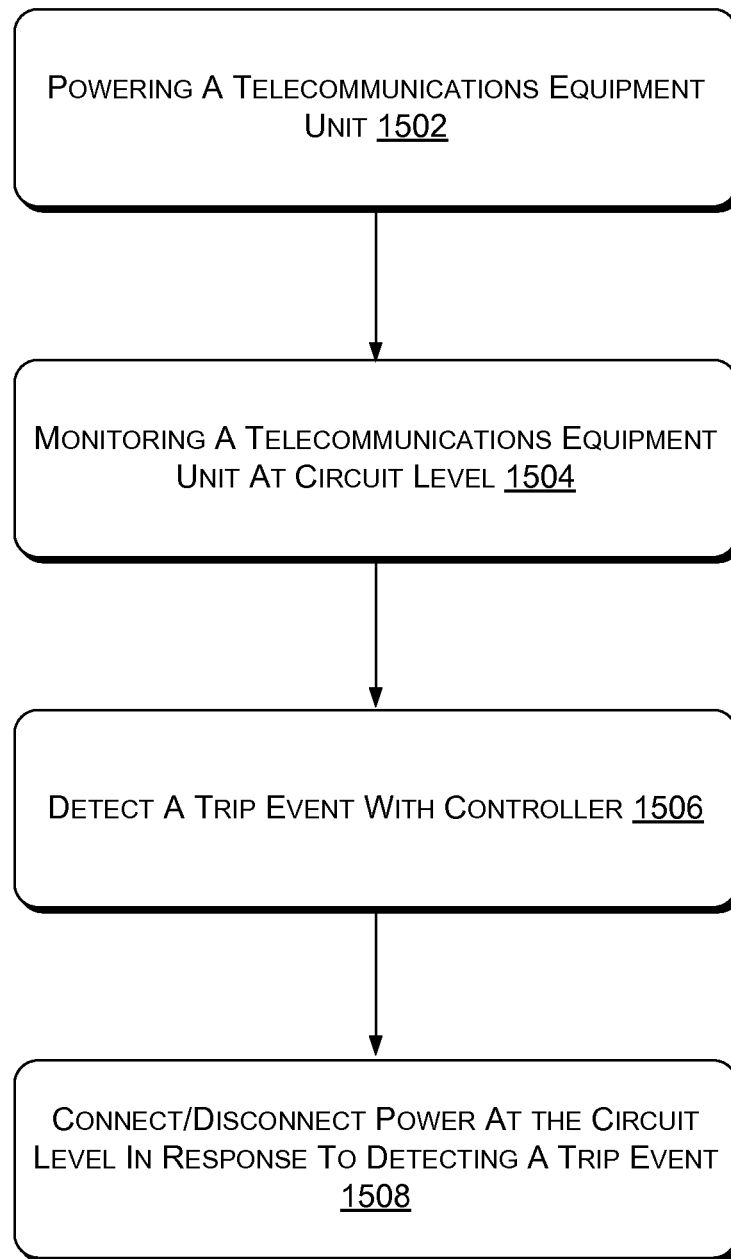 POWERING A TELECOMMUNICATIONS EQUIPMENT
UNIT 1502
MONITORING A TELECOMMUNICATIONS EQUIPMENT
UNIT AT CIRCUIT LEVEL 1504
DETECT A TRIP EVENT WITH CONTROLLER 1506
CONNECT/DISCONNECT POWER AT THE CIRCUIT
LEVEL IN RESPONSE TO DETECTING A TRIP EVENT
1508